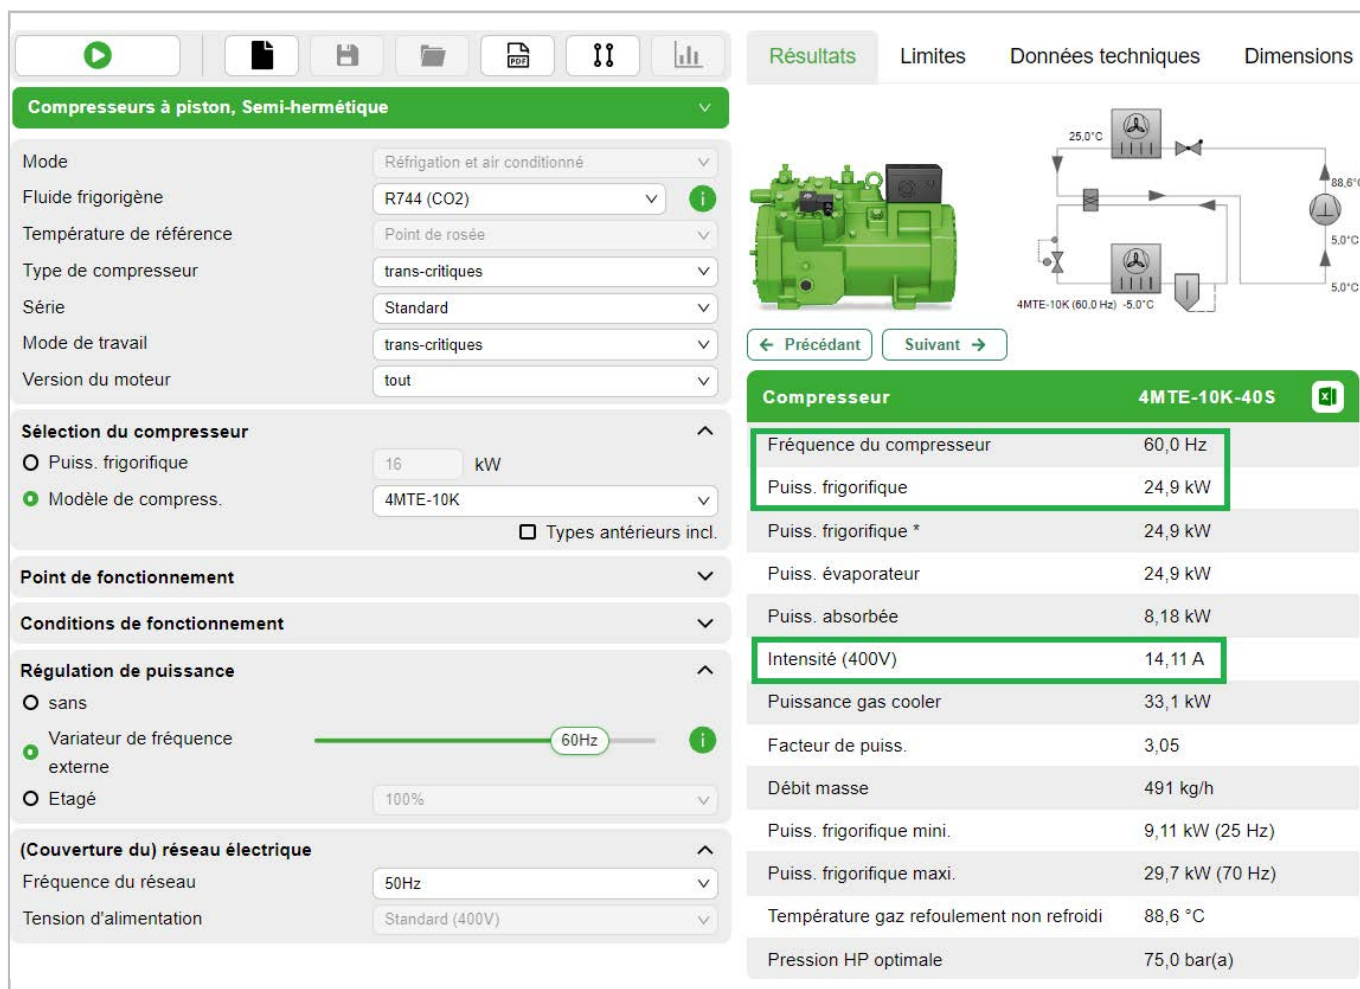 PDF
Compresseurs à piston, Semi-hermétique
Mode
Réfrigation et air conditionné
Fluide frigorigène
R744 (CO2)
i
Température de référence
Point de rosée
Type de compresseur
trans-critiques
Série
Standard
Mode de travail
trans-critiques
Version du moteur
tout
Sélection du compresseur
Puiss. frigorifique
16
kW
Modèle de compress.
4MTE-10K
Types antérieurs incl.
Point de fonctionnement
Conditions de fonctionnement
Régulation de puissance
sans
Variateur de fréquence
externe
60Hz
i
Etagé
100%
(Couverture du) réseau électrique
Fréquence du réseau
50Hz
Tension d'alimentation
Standard (400V)
Résultats
Limites
Données techniques
Dimensions
25.0°C
88,6°
5.0°C
5.0°C
4MTE-10K (60.0 Hz) -5.0°C
← Précédant
Suivant →
Compresseur 4MTE-10K-40S
Fréquence du compresseur 60,0 Hz
Puiss. frigorifique 24,9 kW
Puiss. frigorifique * 24,9 kW
Puiss. évaporateur 24,9 kW
Puiss. absorbée 8,18 kW
Intensité (400V) 14,11 A
Puissance gas cooler 33,1 kW
Facteur de puiss. 3,05
Débit masse 491 kg/h
Puiss. frigorifique mini. 9,11 kW (25 Hz)
Puiss. frigorifique maxi. 29,7 kW (70 Hz)
Température gaz refoulement non refroidi 88,6 °C
Pression HP optimale 75,0 bar(a)